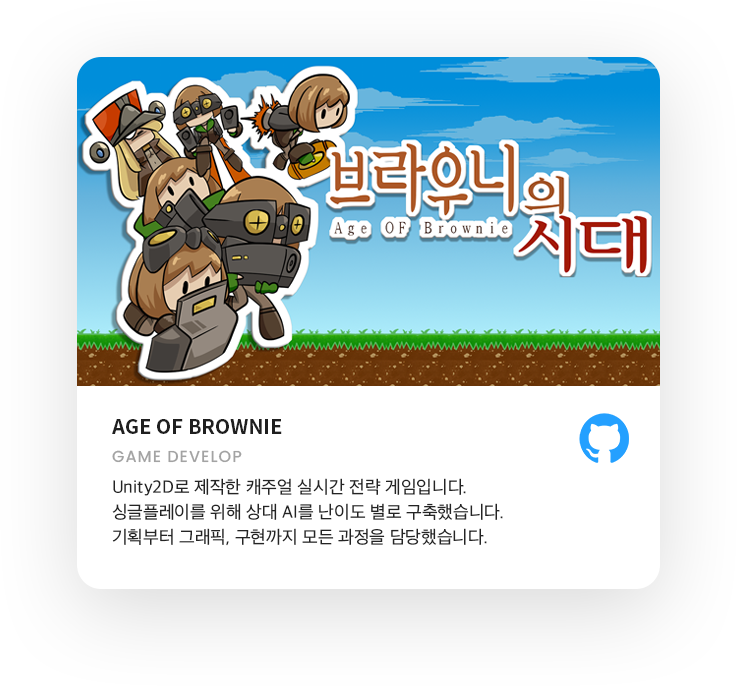 브라우니의
Age OF Brownie
시대
AGE OF BROWNIE
GAME DEVELOP
Unity2D로 제작한 캐주얼 실시간 전략 게임입니다.
싱글플레이를 위해 상대 AI를 난이도 별로 구축했습니다.
기획부터 그래픽, 구현까지 모든 과정을 담당했습니다.